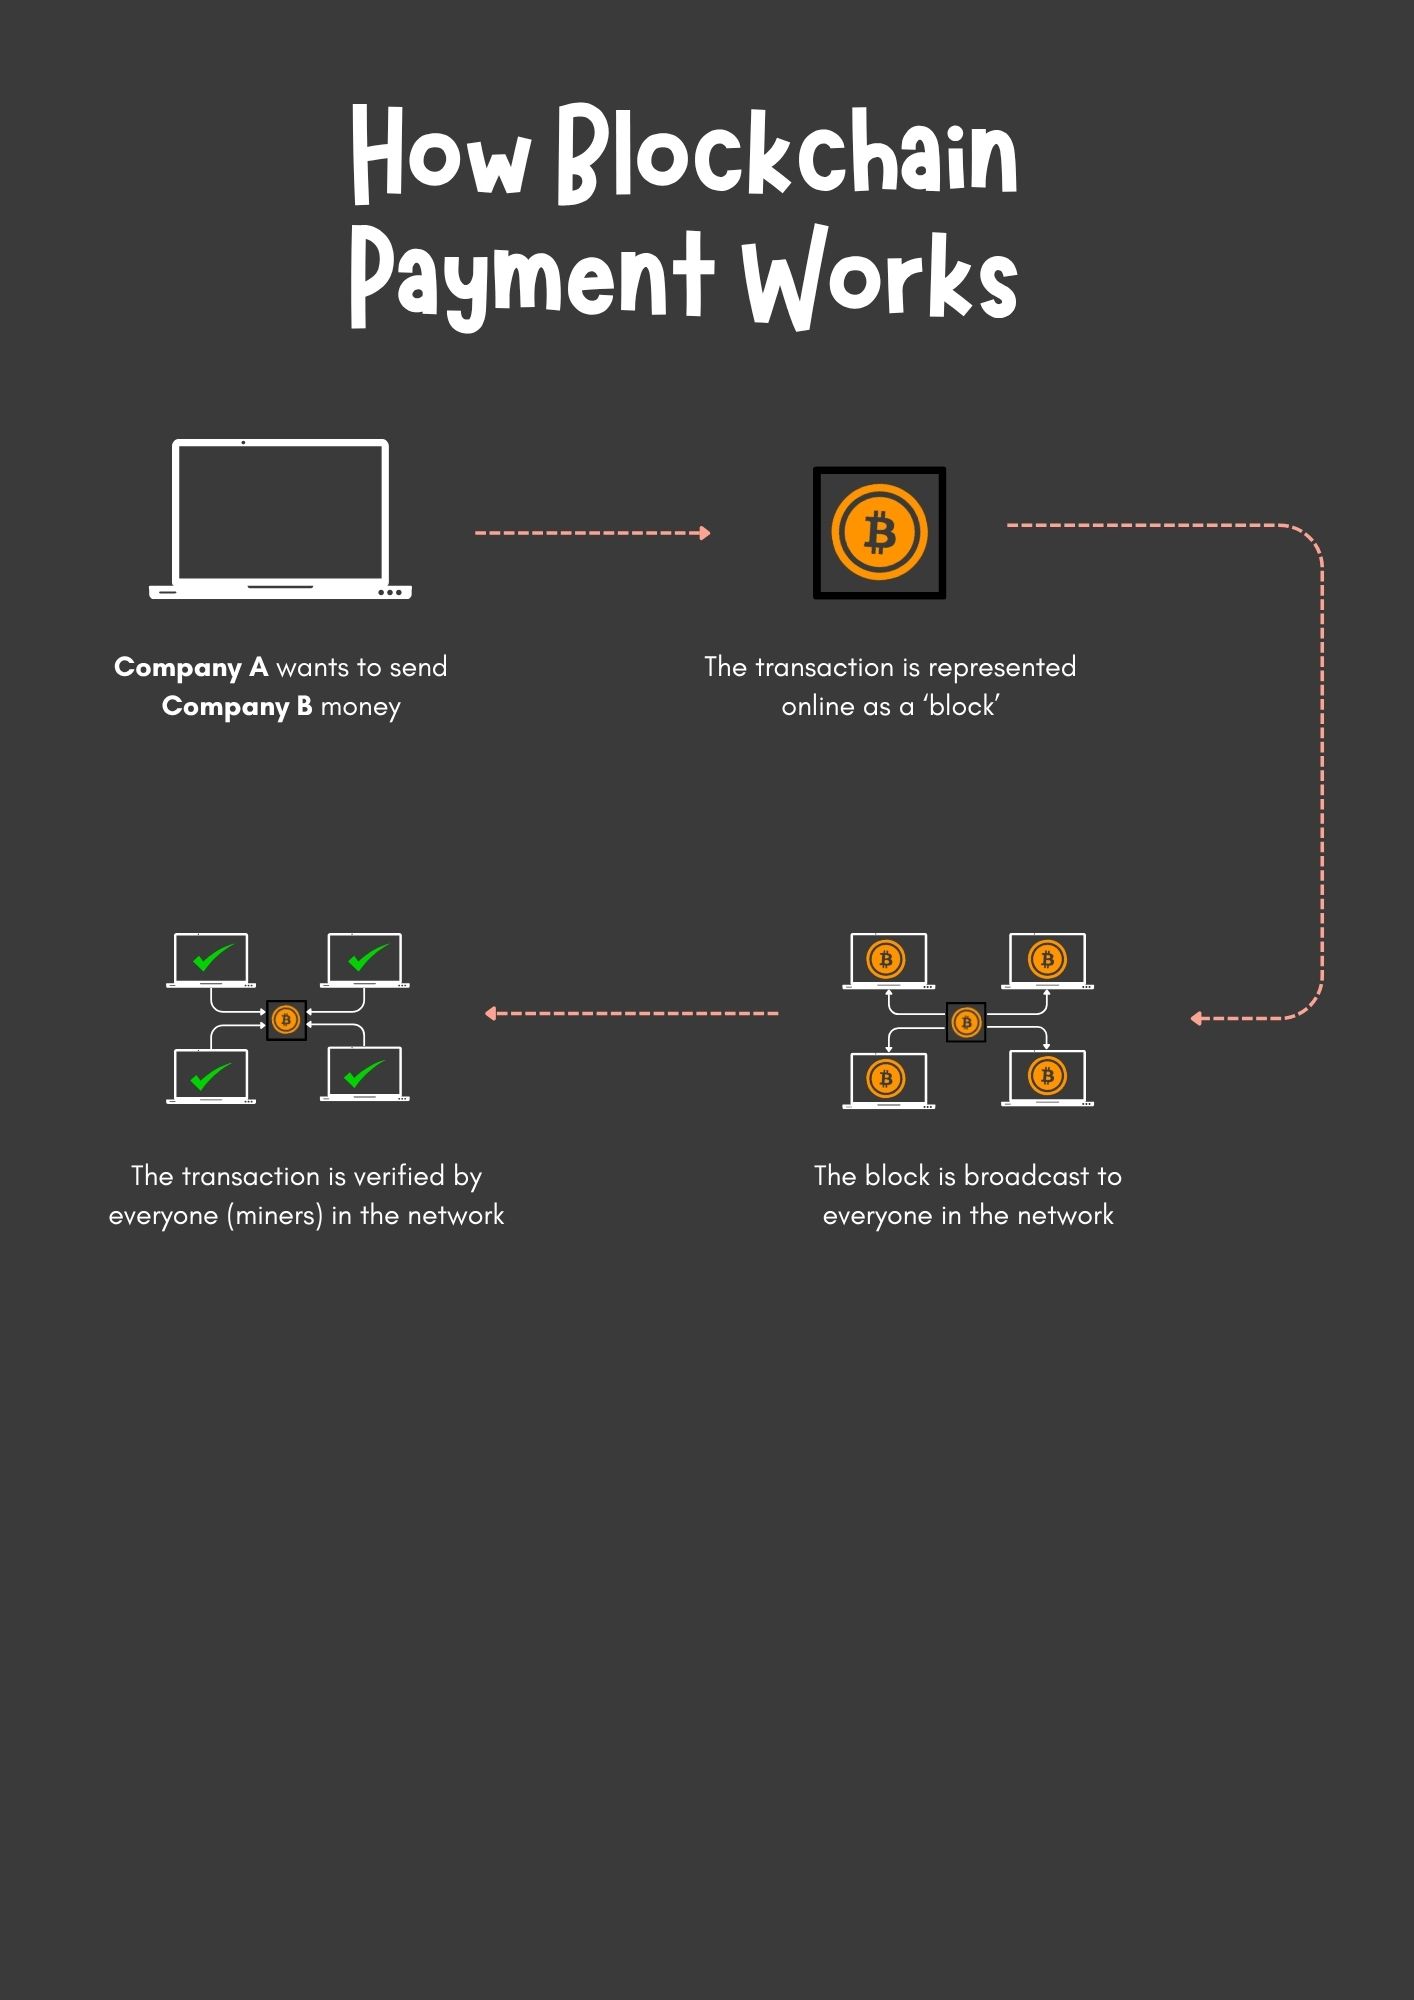 How Blockchain
Payment Works
Company A wants to send
Company B money
The transaction is represented
online as a ‘block’
The transaction is verified by
everyone (miners) in the network
The block is broadcast to
everyone in the network